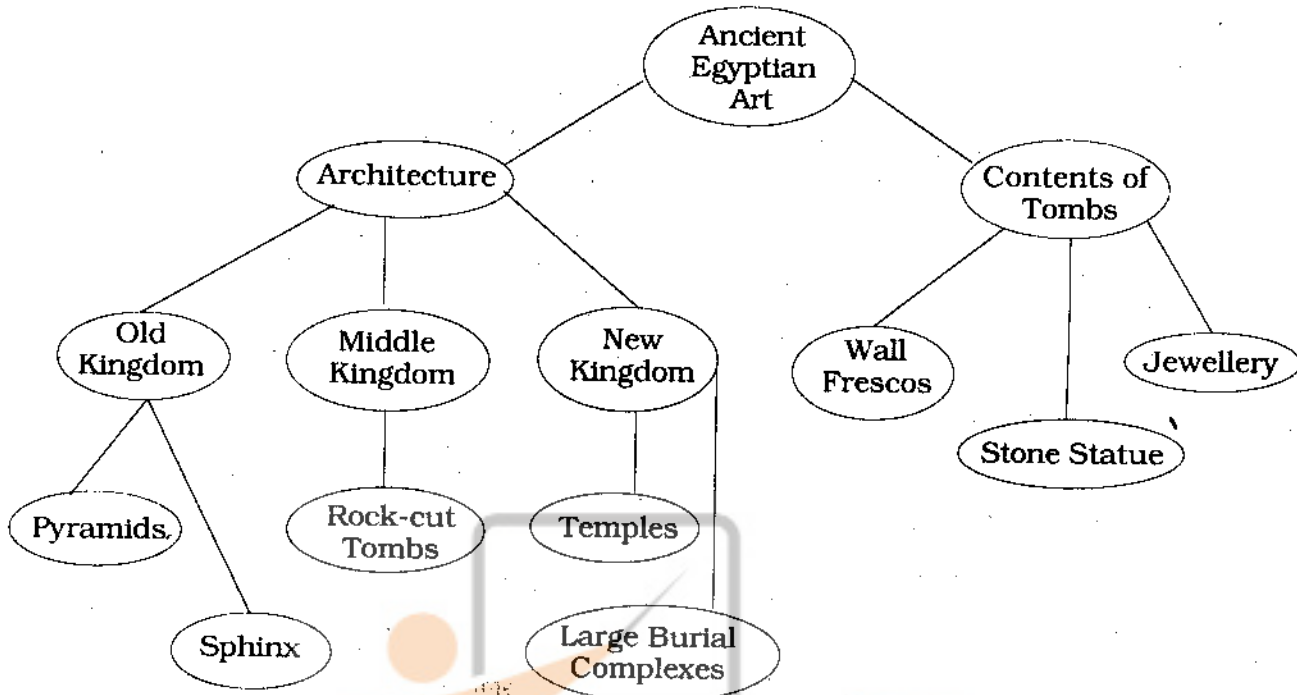 Ancient
Egyptian
Art
Architecture
Contents of
Tombs
Old
Kingdom
Middle
Kingdom
New
Kingdom
Wall
Frescos
Jewellery
Stone Statue
Pyramids
Rock-cut
Tombs
Temples
Sphinx
Large Burial
Complexes